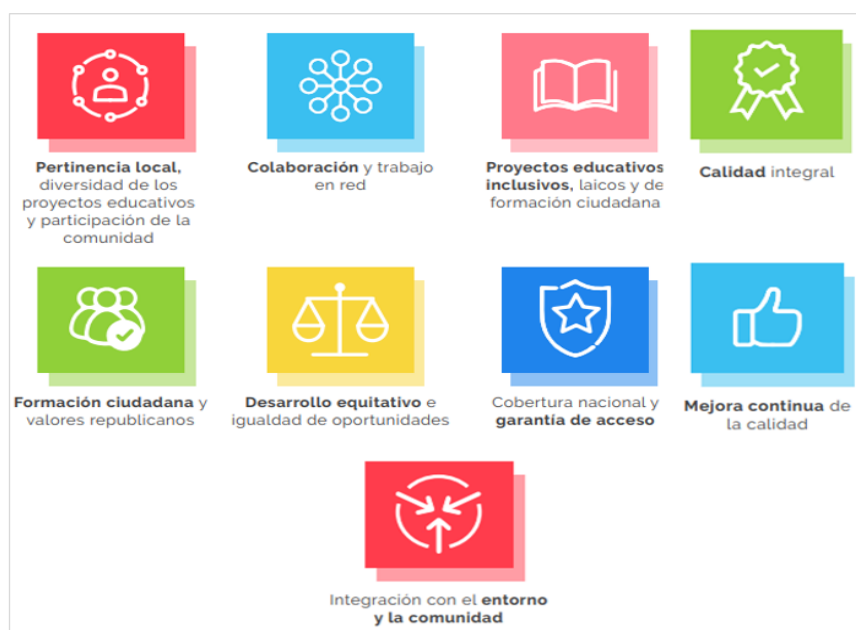 Pertinencia local,
diversidad de los
proyectos educativos
y participación de la
comunidad
Colaboración y trabajo
en red
Proyectos educativos
inclusivos, laicos y de
formación ciudadana
Calidad integral
Formación ciudadana y
valores republicanos
Desarrollo equitativo e
igualdad de oportunidades
Cobertura nacional y
garantía de acceso
Mejora continua de
la calidad
Integración con el entorno
y la comunidad